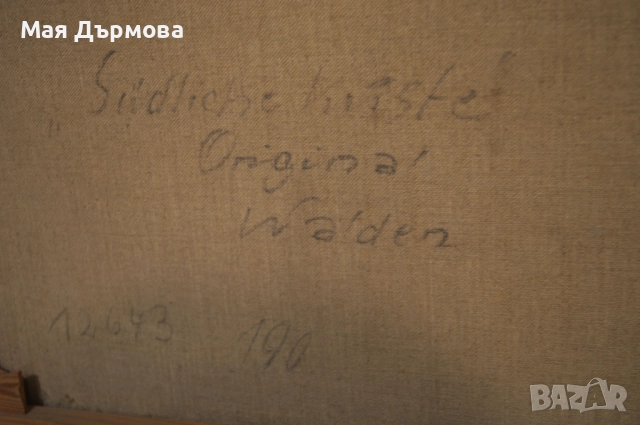 Мая Дърмова
„Südliche Küste“
Original
Walden
12643 190
BAZAR